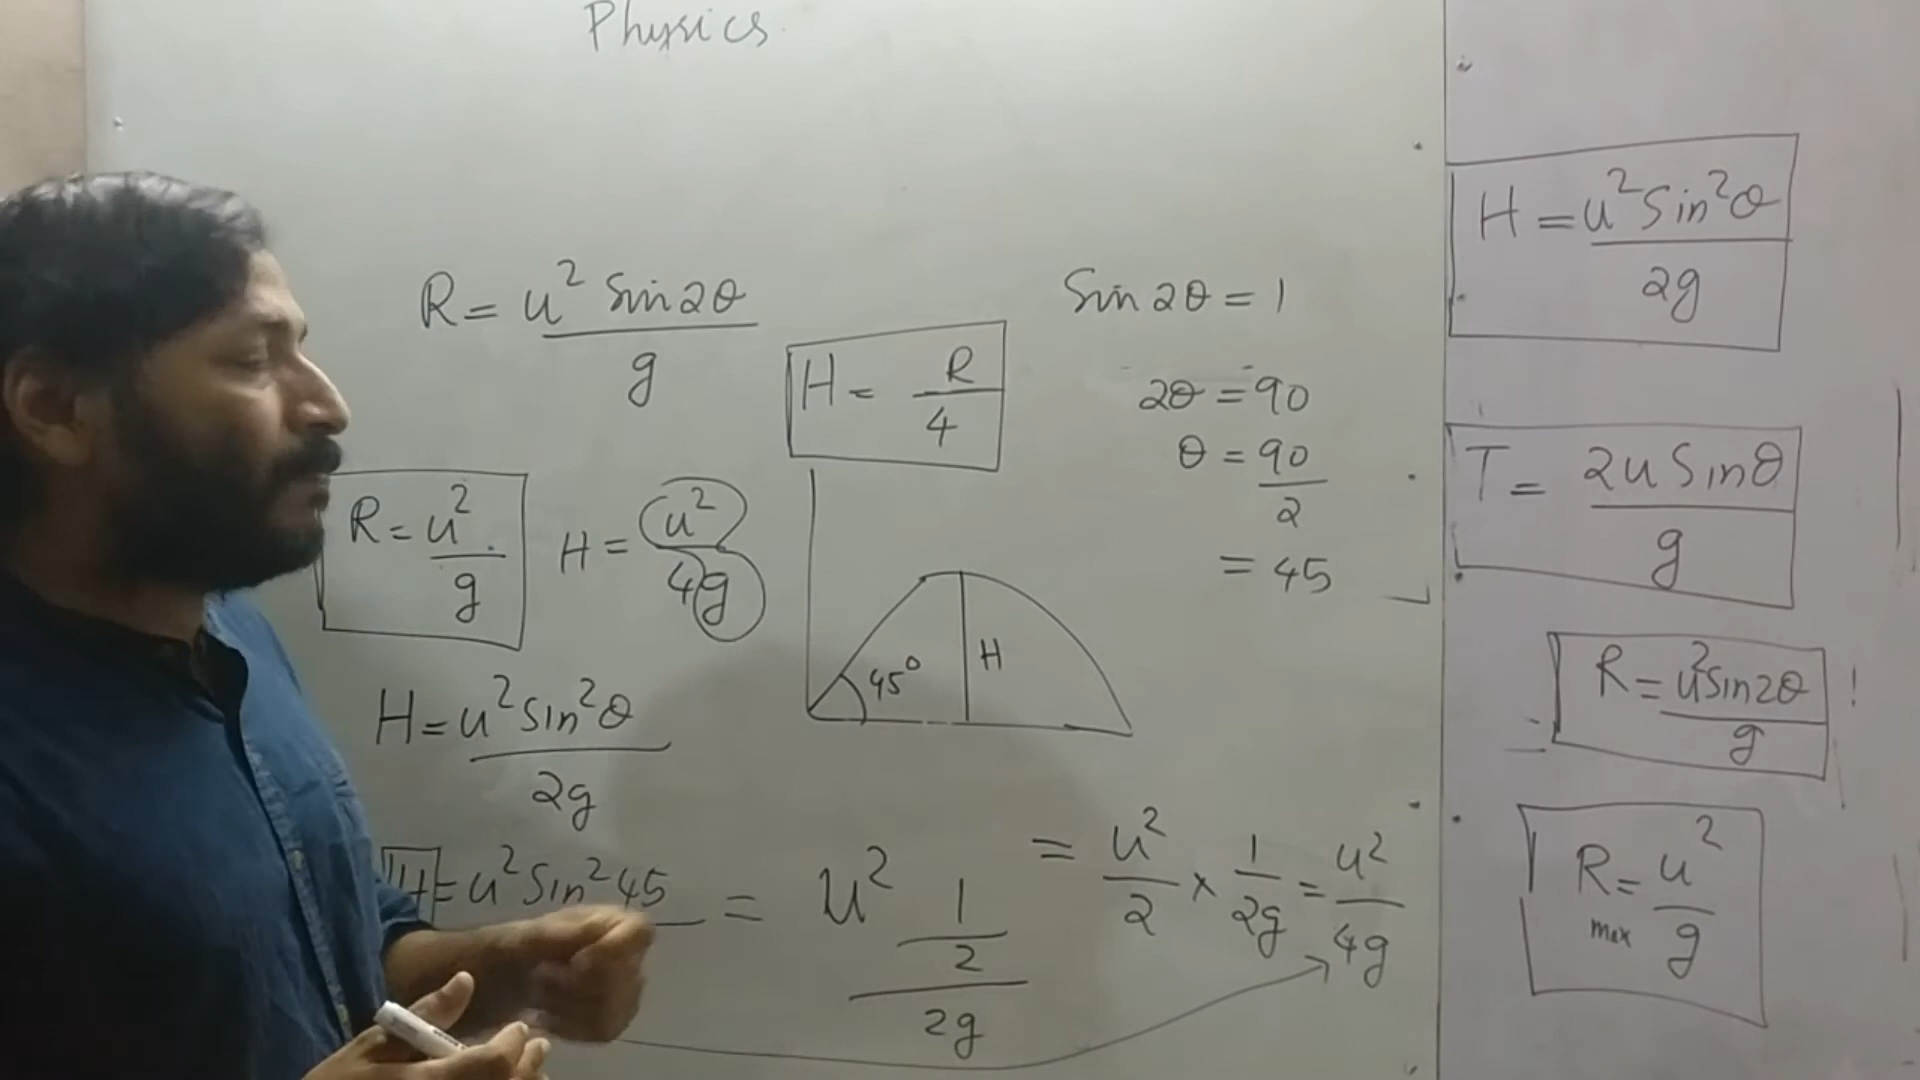 Physics
R = u² Sin2θ / g
H = R / 4
Sin 2θ = 1
2θ = 90
θ = 90 / 2
= 45
R = u² / g
H = u² / 4g
45°
H
H = u² Sin²θ / 2g
H = u² Sin² 45 = u² 1/2 / 2g = u²/2 × 1/2g = u²/4g
H = u² Sin²θ / 2g
T = 2u Sinθ / g
R = u² Sin2θ / g
R max = u² / g